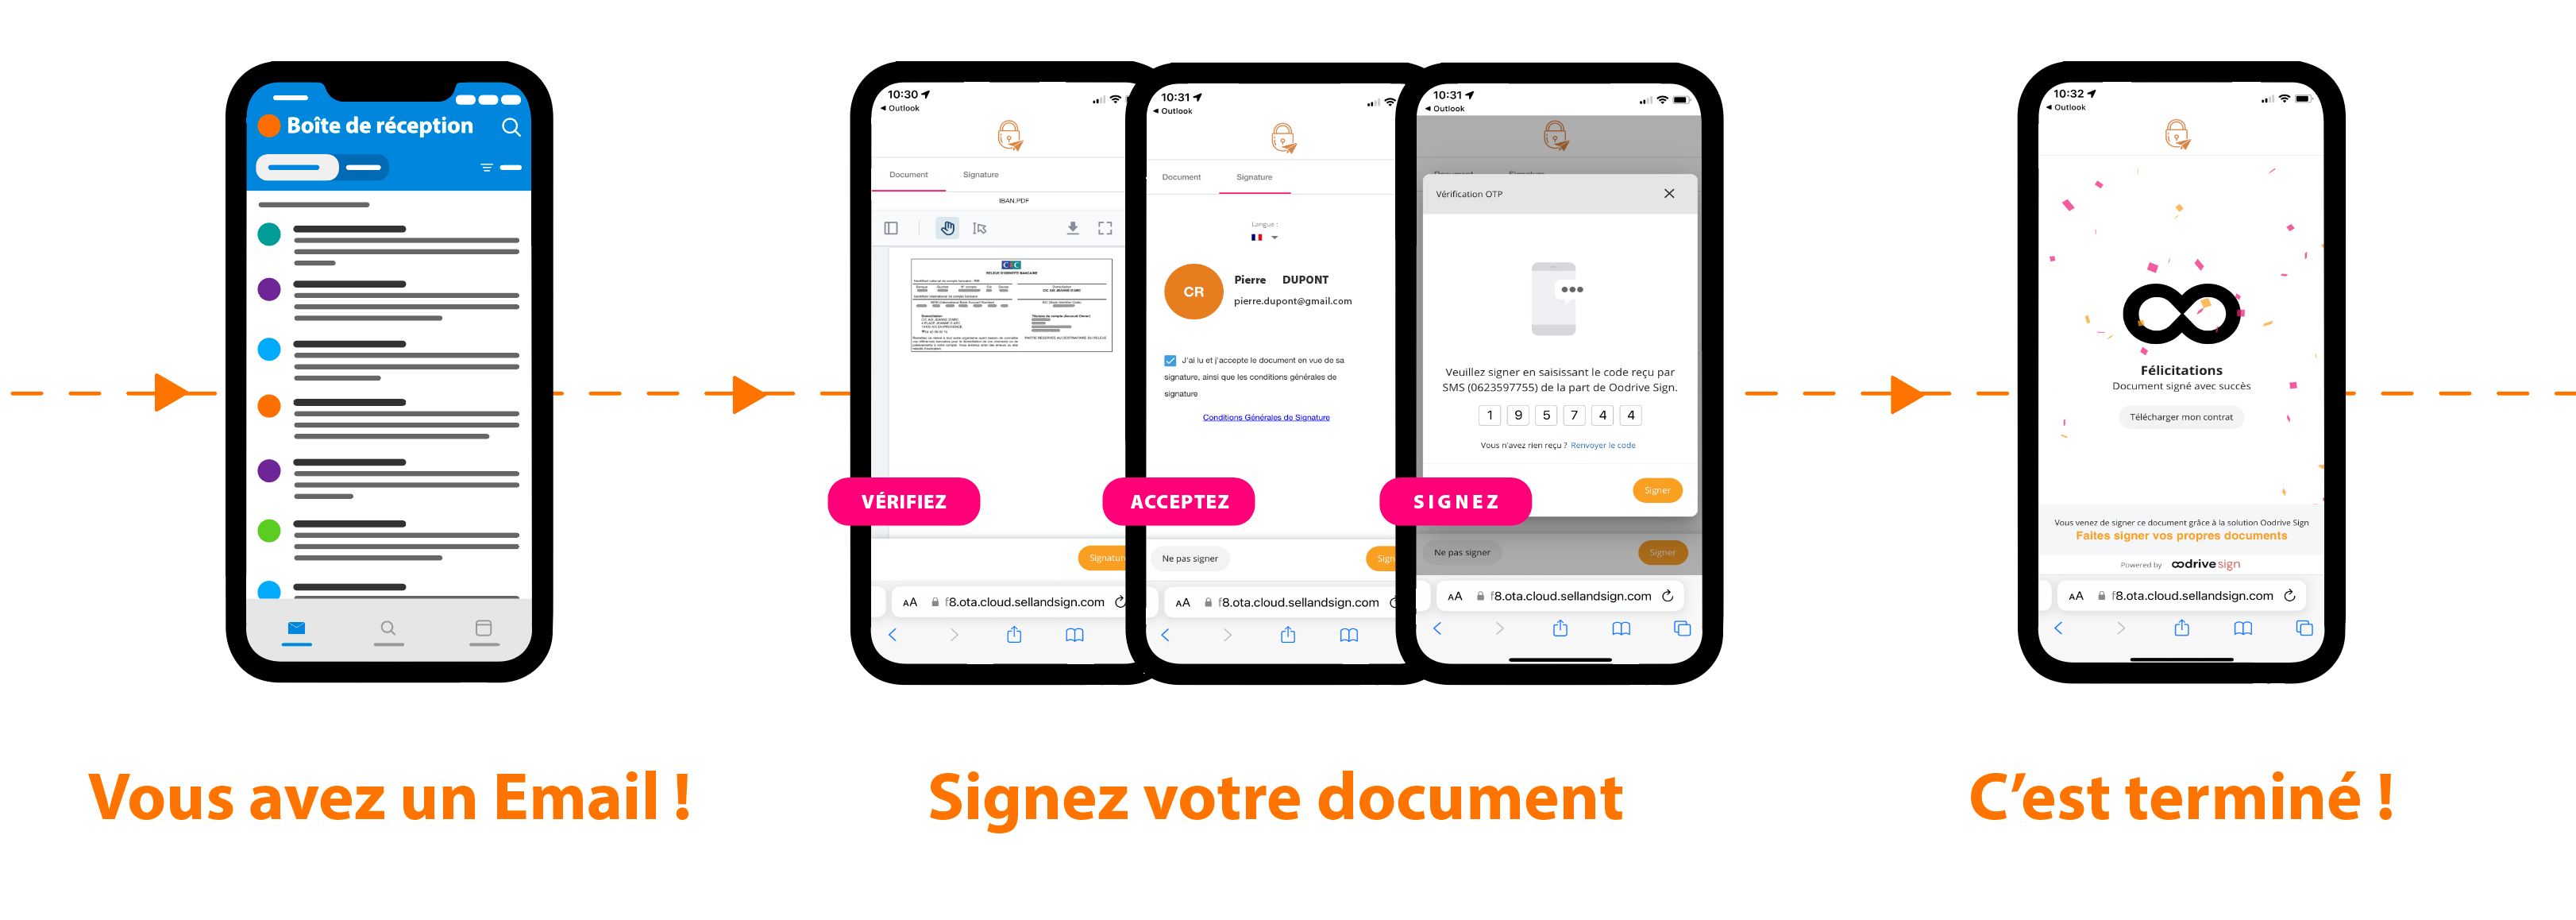 Boîte de réception
Vous avez un Email !
10:30
◀ Outlook
Document Signature
IBAN.PDF
RELEVE D'IDENTITE BANCAIRE
VÉRIFIEZ
Signature
AA f8.ota.cloud.sellandsign.com
10:31
◀ Outlook
Document Signature
Langue :
CR
Pierre DUPONT
pierre.dupont@gmail.com
J'ai lu et j'accepte le document en vue de sa
signature, ainsi que les conditions générales de
signature
Conditions Générales de Signature
ACCEPTEZ
Ne pas signer
Sign
AA f8.ota.cloud.sellandsign.com
10:31
◀ Outlook
Document Signature
Vérification OTP
Veuillez signer en saisissant le code reçu par
SMS (0623597755) de la part de Oodrive Sign.
1 9 5 7 4 4
Vous n'avez rien reçu ? Renvoyer le code
Signer
SIGNEZ
Ne pas signer
Signer
AA f8.ota.cloud.sellandsign.com
Signez votre document
10:32
◀ Outlook
Félicitations
Document signé avec succès
Télécharger mon contrat
Vous venez de signer ce document grâce à la solution Oodrive Sign
Faites signer vos propres documents
Powered by oodrive sign
AA f8.ota.cloud.sellandsign.com
C'est terminé !